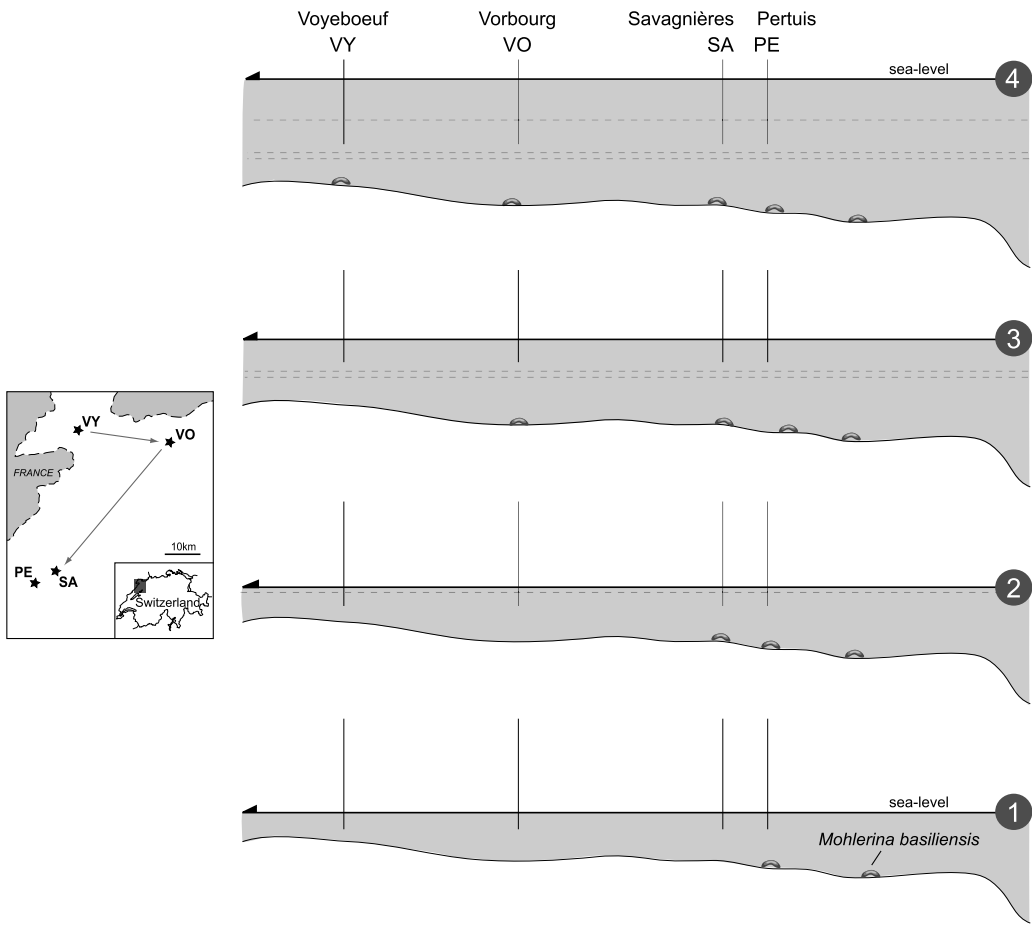 Voyeboeuf Vorbourg Savagnières Pertuis
VY VO SA PE
sea-level
4
3
VY
VO
FRANCE
10km
PE
SA
Switzerland
2
sea-level
1
Mohlerina basiliensis